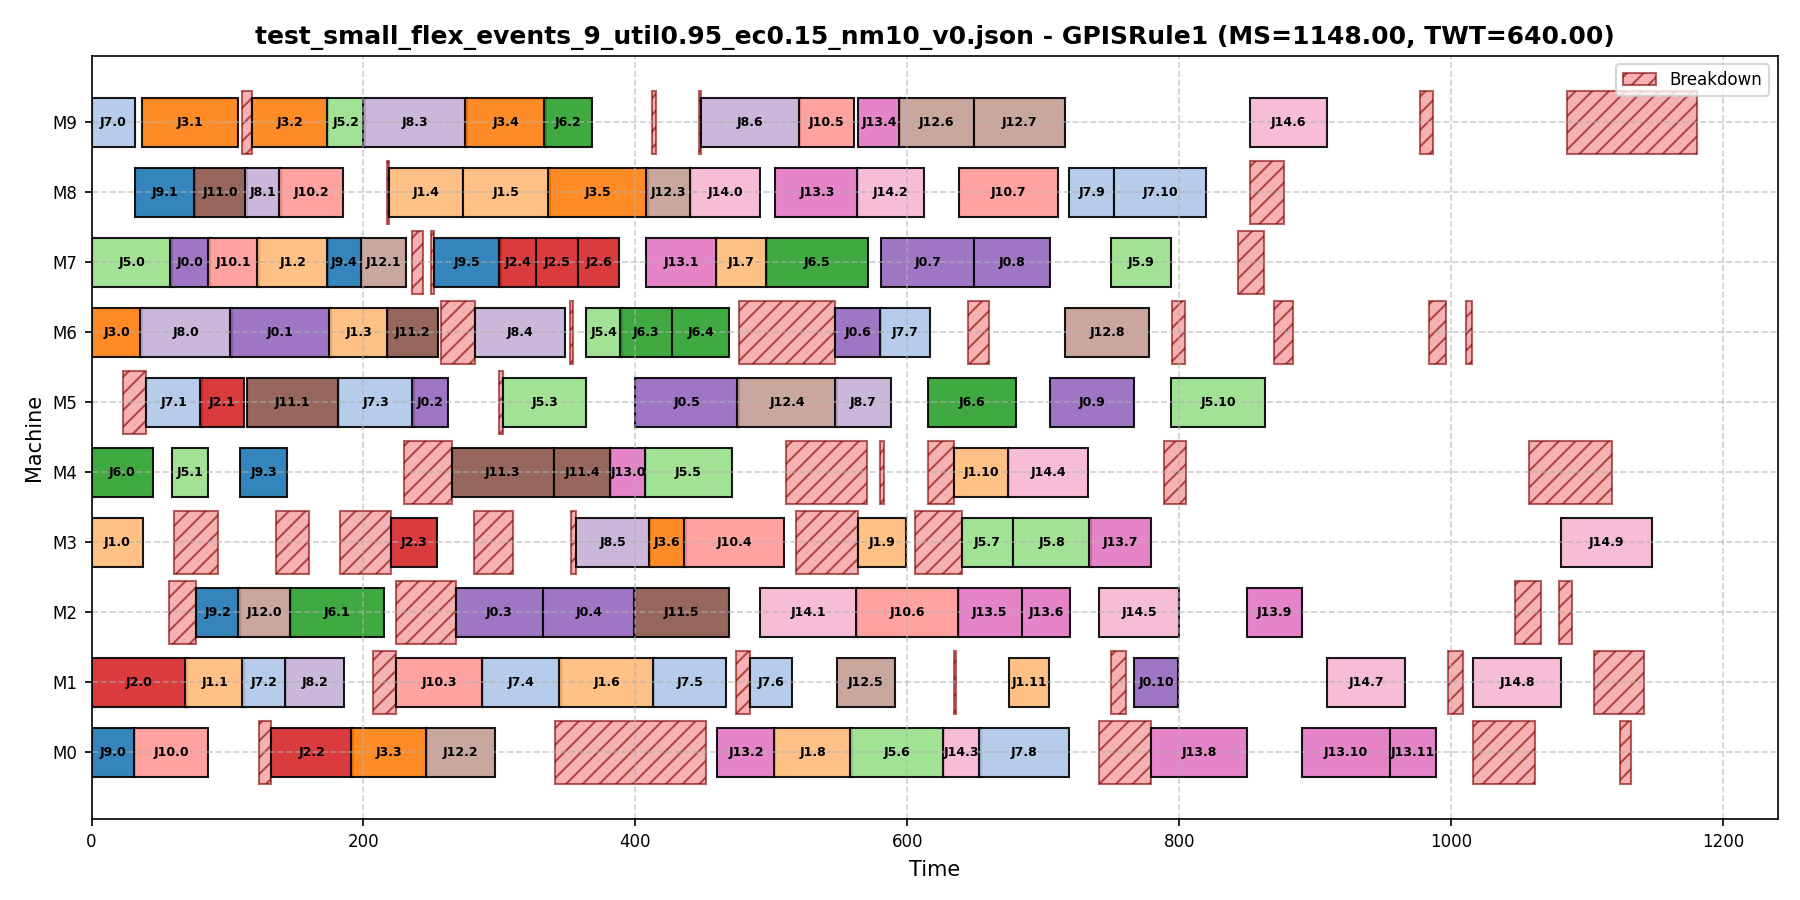 test_small_flex_events_9_util0.95_ec0.15_nm10_v0.json - GPISRule1 (MS=1148.00, TWT=640.00)
Breakdown
M9 J7.0 J3.1 J3.2 J5.2 J8.3 J3.4 J6.2 J8.6 J10.5 J13.4 J12.6 J12.7 J14.6
M8 J9.1 J11.0 J8.1 J10.2 J1.4 J1.5 J3.5 J12.3 J14.0 J13.3 J14.2 J10.7 J7.9 J7.10
M7 J5.0 J0.0 J10.1 J1.2 J9.4 J12.1 J9.5 J2.4 J2.5 J2.6 J13.1 J1.7 J6.5 J0.7 J0.8 J5.9
M6 J3.0 J8.0 J0.1 J1.3 J11.2 J8.4 J5.4 J6.3 J6.4 J0.6 J7.7 J12.8
M5 J7.1 J2.1 J11.1 J7.3 J0.2 J5.3 J0.5 J12.4 J8.7 J6.6 J0.9 J5.10
M4 J6.0 J5.1 J9.3 J11.3 J11.4 J13.0 J5.5 J1.10 J14.4
M3 J1.0 J2.3 J8.5 J3.6 J10.4 J1.9 J5.7 J5.8 J13.7 J14.9
M2 J9.2 J12.0 J6.1 J0.3 J0.4 J11.5 J14.1 J10.6 J13.5 J13.6 J14.5 J13.9
M1 J2.0 J1.1 J7.2 J8.2 J10.3 J7.4 J1.6 J7.5 J7.6 J12.5 J1.11 J0.10 J14.7 J14.8
M0 J9.0 J10.0 J2.2 J3.3 J12.2 J13.2 J1.8 J5.6 J14.3 J7.8 J13.8 J13.10 J13.11
0 200 400 600 800 1000 1200
Time
Machine